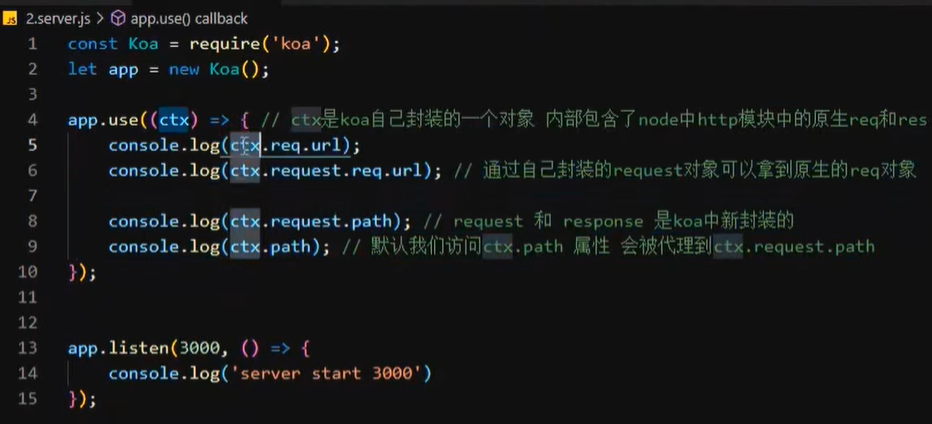 2.server.js > app.use() callback
1 const Koa = require('koa');
2 let app = new Koa();
3
4 app.use((ctx) => { // ctx是koa自己封装的一个对象 内部包含了node中http模块中的原生req和res
5 console.log(ctx.req.url);
6 console.log(ctx.request.req.url); // 通过自己封装的request对象可以拿到原生的req对象
7
8 console.log(ctx.request.path); // request 和 response 是koa中新封装的
9 console.log(ctx.path); // 默认我们访问ctx.path 属性 会被代理到ctx.request.path
10 });
11
12
13 app.listen(3000, () => {
14 console.log('server start 3000')
15 });